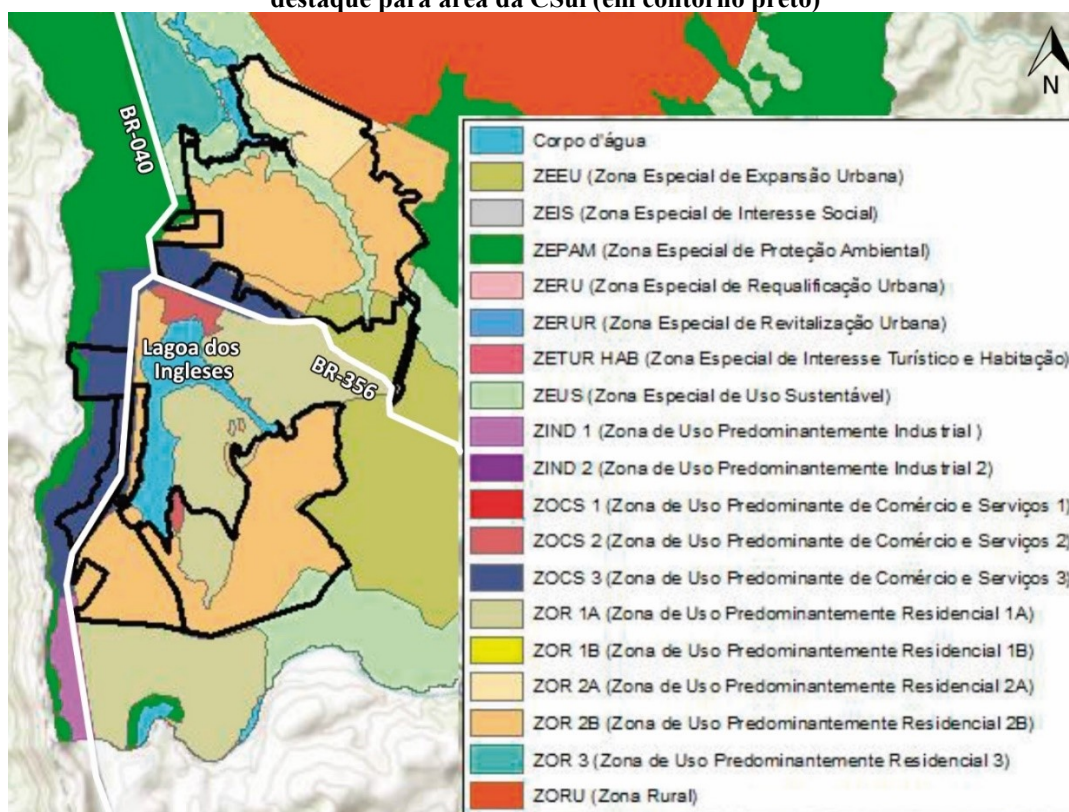 destaque para área da CSul (em contorno preto)
BR-040
N
Lagoa dos
Ingleses
BR-356
Corpo d'água
ZEEU (Zona Especial de Expansão Urbana)
ZEIS (Zona Especial de Interesse Social)
ZEPAM (Zona Especial de Proteção Ambiental)
ZERU (Zona Especial de Requalificação Urbana)
ZERUR (Zona Especial de Revitalização Urbana)
ZETUR HAB (Zona Especial de Interesse Turístico e Habitação)
ZEUS (Zona Especial de Uso Sustentável)
ZIND 1 (Zona de Uso Predominantemente Industrial )
ZIND 2 (Zona de Uso Predominantemente Industrial 2)
ZOCS 1 (Zona de Uso Predominante de Comércio e Serviços 1)
ZOCS 2 (Zona de Uso Predominante de Comércio e Serviços 2)
ZOCS 3 (Zona de Uso Predominante de Comércio e Serviços 3)
ZOR 1A (Zona de Uso Predominantemente Residencial 1A)
ZOR 1B (Zona de Uso Predominantemente Residencial 1B)
ZOR 2A (Zona de Uso Predominantemente Residencial 2A)
ZOR 2B (Zona de Uso Predominantemente Residencial 2B)
ZOR 3 (Zona de Uso Predominantemente Residencial 3)
ZORU (Zona Rural)